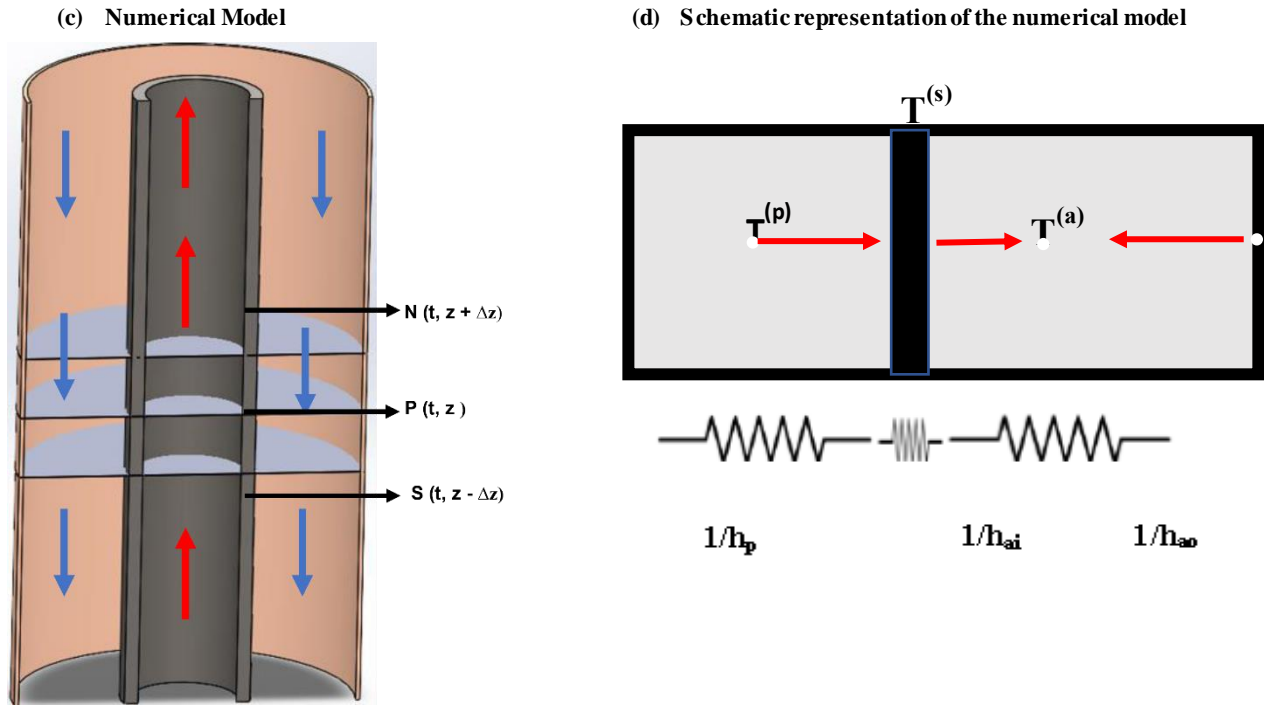 (c) Numerical Model
N (t, z + Δz)
P (t, z )
S (t, z - Δz)
(d) Schematic representation of the numerical model
T(s)
T(p)
T(a)
1/hp
1/hai
1/hao